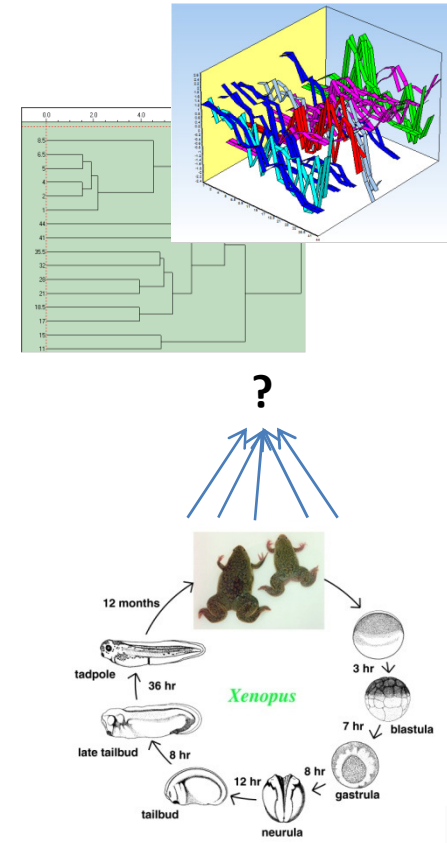 0.0
2.0
4.0
8.5
6.5
5
4
2
1
44
41
35.5
32
28
21
18.5
17
15
11
?
12 months
tadpole
3 hr
36 hr
Xenopus
blastula
7 hr
late tailbud
8 hr
8 hr
12 hr
gastrula
tailbud
neurula